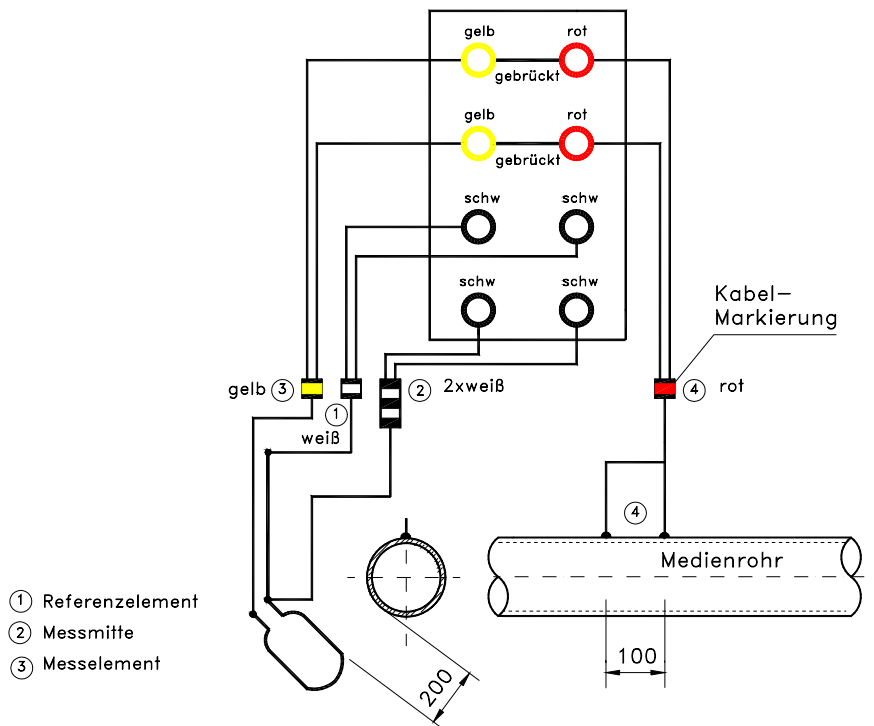 gelb rot
gebrückt
gelb rot
gebrückt
schw schw
schw schw
Kabel-
Markierung
gelb 3
1
weiß
2 2xweiß
4 rot
4
Medienrohr
1 Referenzelement
2 Messmitte
3 Messelement
200
100